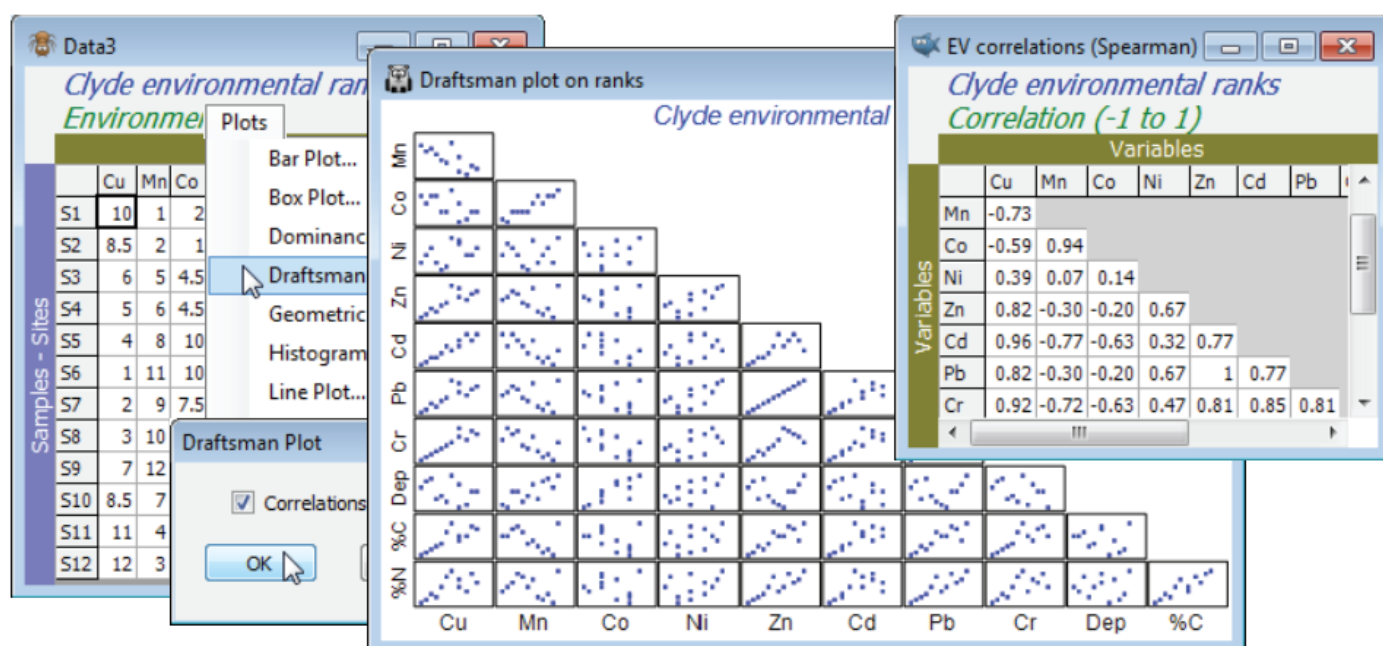 Data3
Clyde environmental ran
Environme
Plots
Bar Plot...
Box Plot...
Dominanc
Draftsman
Geometric
Histogram
Line Plot...
Samples - Sites
Cu Mn Co
S1 10 1 2
S2 8.5 2 1
S3 6 5 4.5
S4 5 6 4.5
S5 4 8 10
S6 1 11 10
S7 2 9 7.5
S8 3 10
S9 7 12
S10 8.5 7
S11 11 4
S12 12 3
Draftsman Plot
Correlations
OK
Draftsman plot on ranks
Clyde environmental
Mn
Co
Ni
Zn
Cd
Pb
Cr
Dep
%C
%N
Cu Mn Co Ni Zn Cd Pb Cr Dep %C
EV correlations (Spearman)
Clyde environmental ranks
Correlation (-1 to 1)
Variables
Variables
Cu Mn Co Ni Zn Cd Pb
Mn -0.73
Co -0.59 0.94
Ni 0.39 0.07 0.14
Zn 0.82 -0.30 -0.20 0.67
Cd 0.96 -0.77 -0.63 0.32 0.77
Pb 0.82 -0.30 -0.20 0.67 1 0.77
Cr 0.92 -0.72 -0.63 0.47 0.81 0.85 0.81